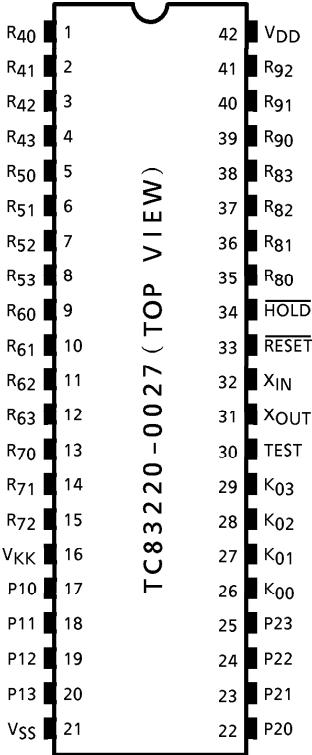 R40 1 42 VDD
R41 2 41 R92
R42 3 40 R91
R43 4 39 R90
R50 5 38 R83
R51 6 37 R82
R52 7 36 R81
R53 8 35 R80
R60 9 34 HOLD
R61 10 33 RESET
R62 11 32 XIN
R63 12 31 XOUT
R70 13 30 TEST
R71 14 29 K03
R72 15 28 K02
VKK 16 27 K01
P10 17 26 K00
P11 18 25 P23
P12 19 24 P22
P13 20 23 P21
VSS 21 22 P20
TC83220-0027 (TOP VIEW)